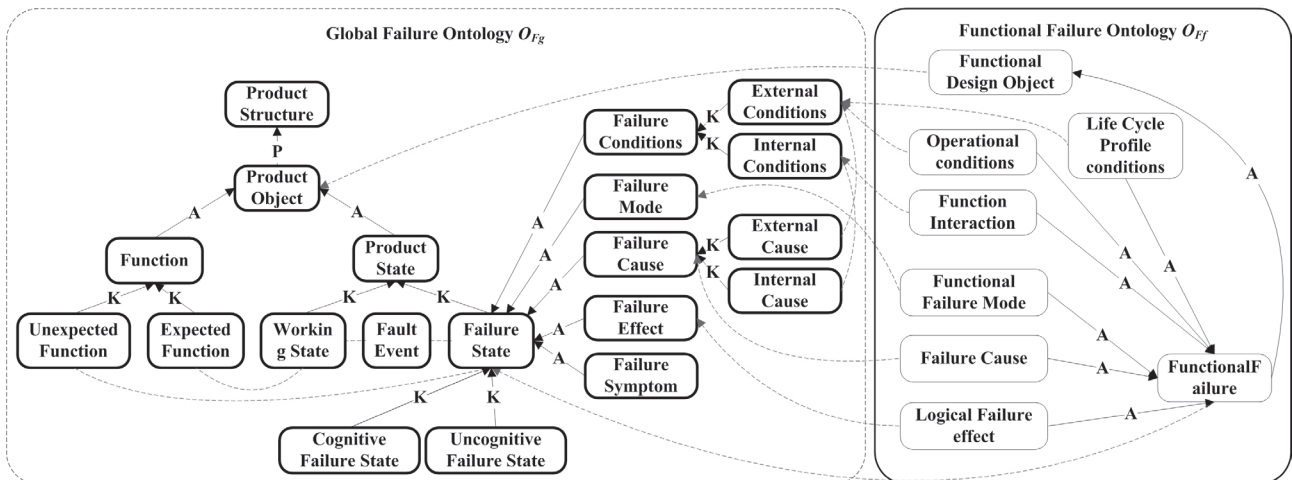 Global Failure Ontology O_Fg
Functional Failure Ontology O_Ff
Product
Structure
P
Product
Object
A
A
Function
Product
State
K
K
K
K
Unexpected
Function
Expected
Function
Workin
g State
Fault
Event
Failure
State
K
K
Cognitive
Failure State
Uncognitive
Failure State
Failure
Conditions
Failure
Mode
Failure
Cause
Failure
Effect
Failure
Symptom
A
A
A
A
A
External
Conditions
Internal
Conditions
External
Cause
Internal
Cause
K
K
K
K
Functional
Design Object
Life Cycle
Profile
conditions
Operational
conditions
Function
Interaction
Functional
Failure Mode
Failure Cause
Logical Failure
effect
FunctionalF
ailure
A
A
A
A
A
A
A